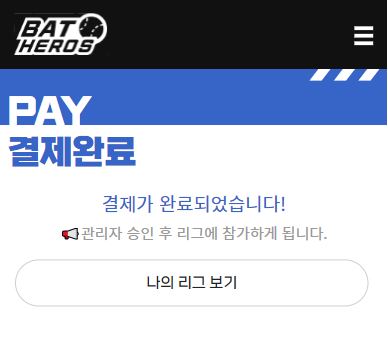 BAT
HEROS
PAY
결제완료
결제가 완료되었습니다!
관리자 승인 후 리그에 참가하게 됩니다.
나의 리그 보기